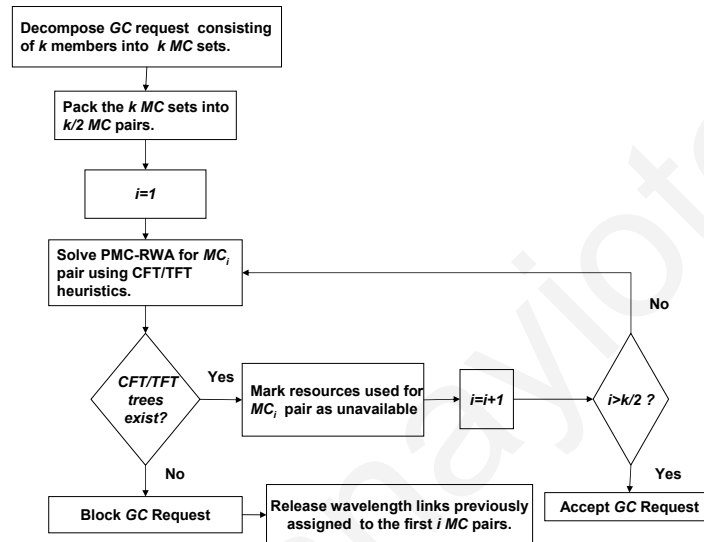 Decompose GC request consisting
of k members into k MC sets.
Pack the k MC sets into
k/2 MC pairs.
i=1
Solve PMC-RWA for MCi
pair using CFT/TFT
heuristics.
No
CFT/TFT
trees
exist?
Yes
Mark resources used for
MCi pair as unavailable
i=i+1
i>k/2 ?
No
Yes
Block GC Request
Release wavelength links previously
assigned to the first i MC pairs.
Accept GC Request